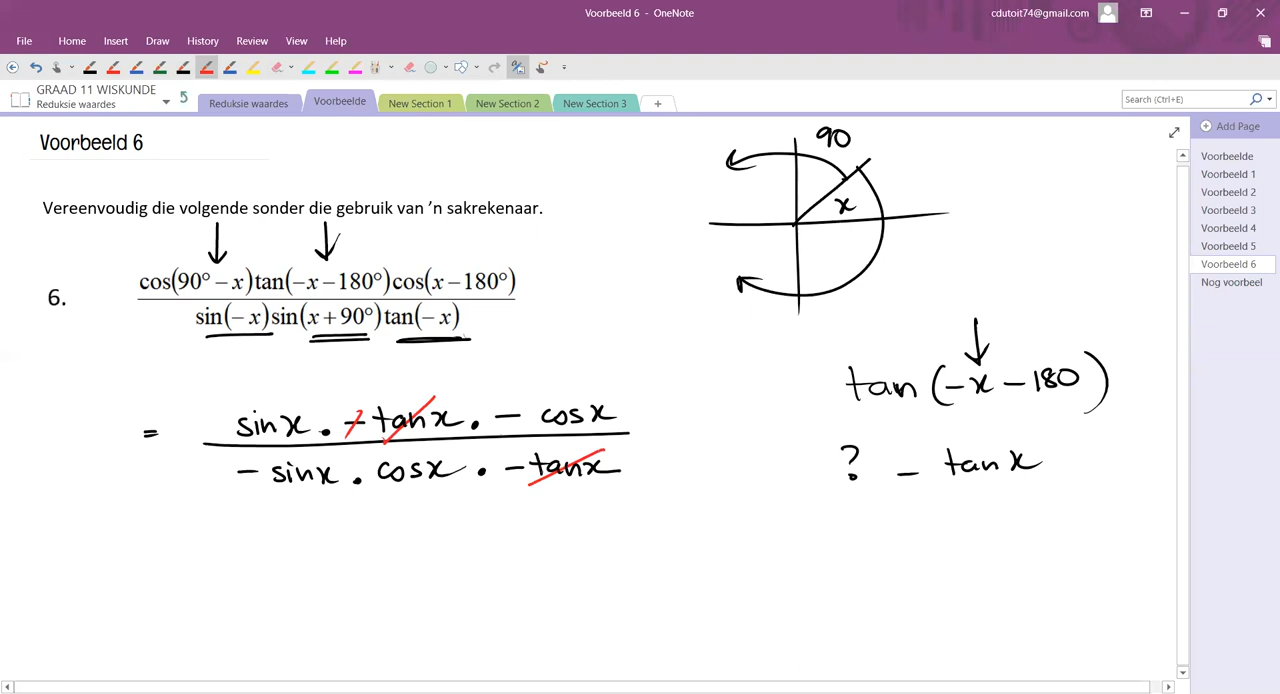 Voorbeeld 6 - OneNote
cdutoit74@gmail.com
File Home Insert Draw History Review View Help
GRAAD 11 WISKUNDE
Reduksie waardes
Reduksie waardes Voorbeelde New Section 1 New Section 2 New Section 3 +
Search (Ctrl+E)
Add Page
Voorbeelde
Voorbeeld 1
Voorbeeld 2
Voorbeeld 3
Voorbeeld 4
Voorbeeld 5
Voorbeeld 6
Nog voorbeel
Voorbeeld 6
Vereenvoudig die volgende sonder die gebruik van 'n sakrekenaar.
6.
cos(90° – x)tan(–x – 180°)cos(x – 180°)
sin(– x)sin(x + 90°)tan(– x)
= sinx . - tanx . - cosx
- sinx . cosx . - tanx
90
x
tan (-x - 180)
? - tanx